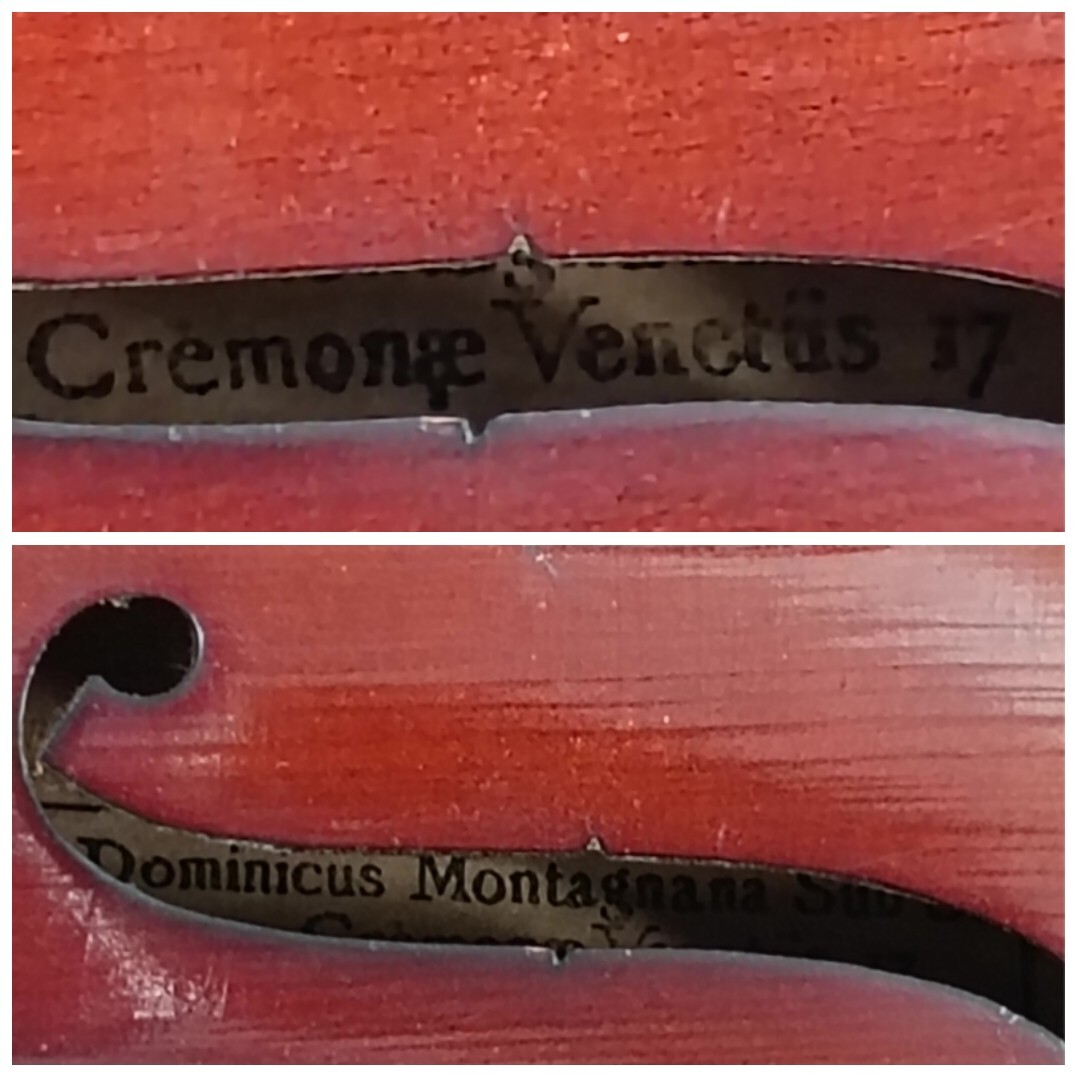 Cremonæ Venetiis 17
Dominicus Montagnana Sub